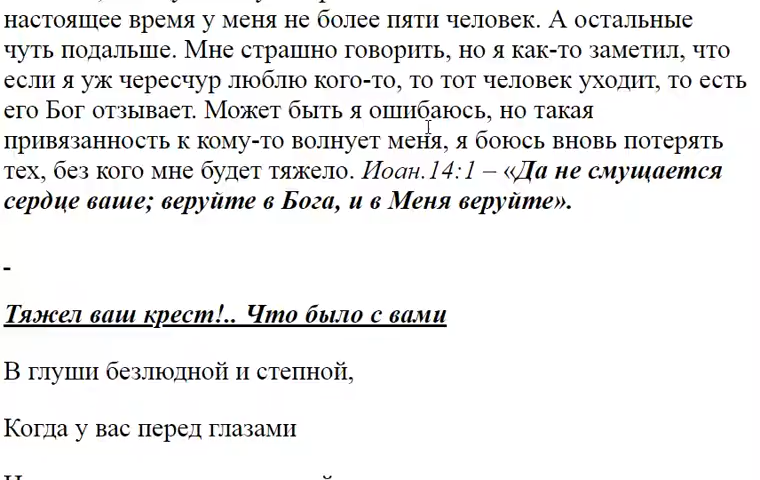 настоящее время у меня не более пяти человек. А остальные
чуть подальше. Мне страшно говорить, но я как-то заметил, что
если я уж чересчур люблю кого-то, то тот человек уходит, то есть
его Бог отзывает. Может быть я ошибаюсь, но такая
привязанность к кому-то волнует меня, я боюсь вновь потерять
тех, без кого мне будет тяжело. Иоан.14:1 – «Да не смущается
сердце ваше; веруйте в Бога, и в Меня веруйте».
-
Тяжел ваш крест!.. Что было с вами
В глуши безлюдной и степной,
Когда у вас перед глазами